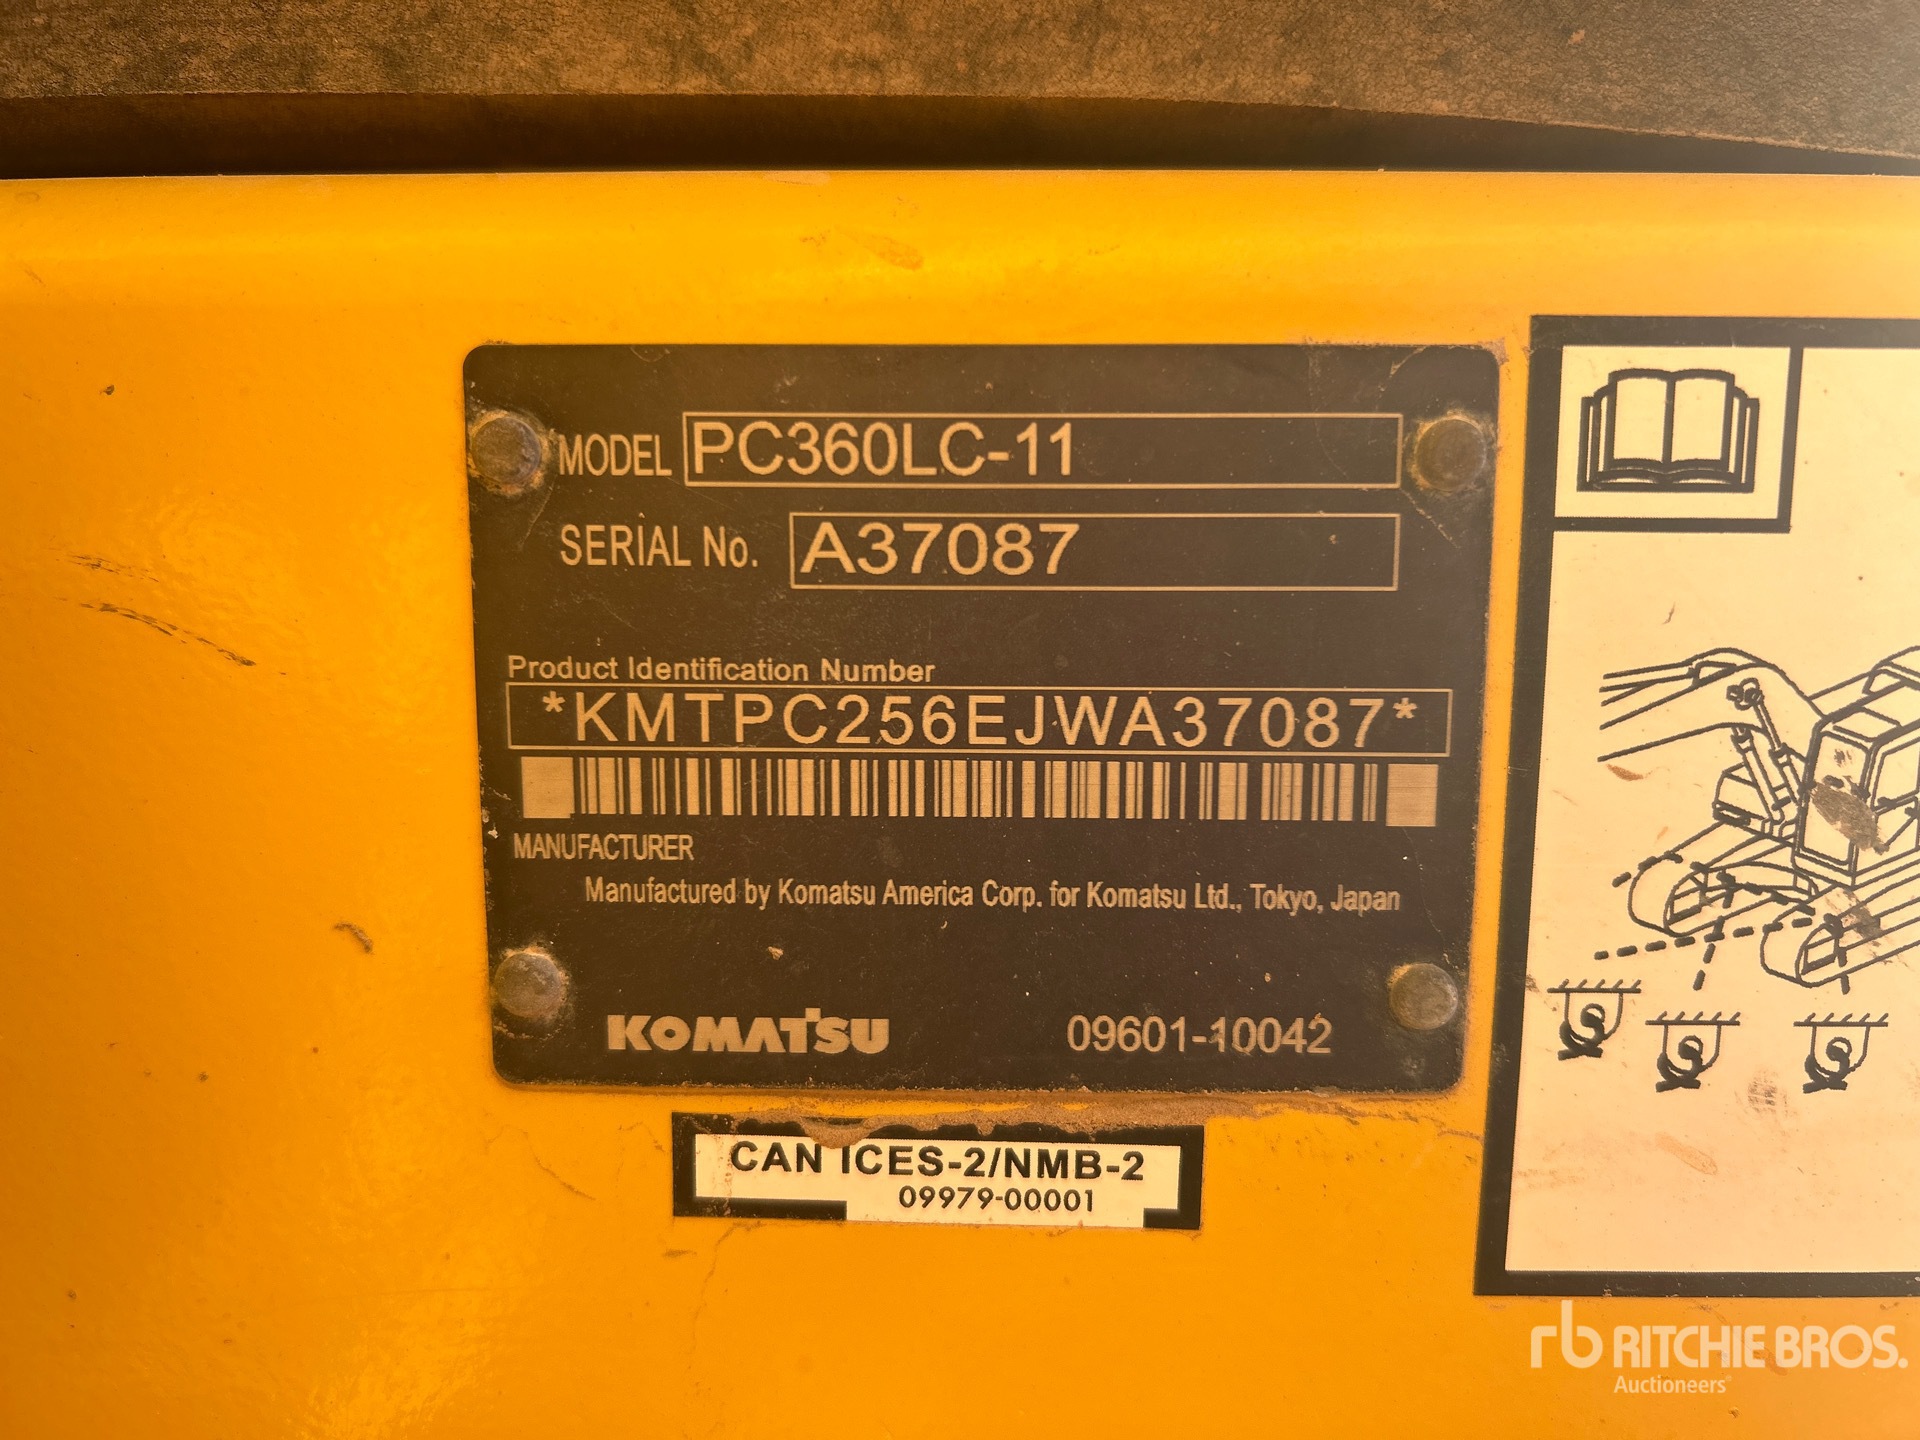 MODEL PC360LC-11
SERIAL No. A37087
Product Identification Number
*KMTPC256EJWA37087*
MANUFACTURER
Manufactured by Komatsu America Corp. for Komatsu Ltd., Tokyo, Japan
KOMATSU 09601-10042
CAN ICES-2/NMB-2
09979-00001
rb RITCHIE BROS.
Auctioneers